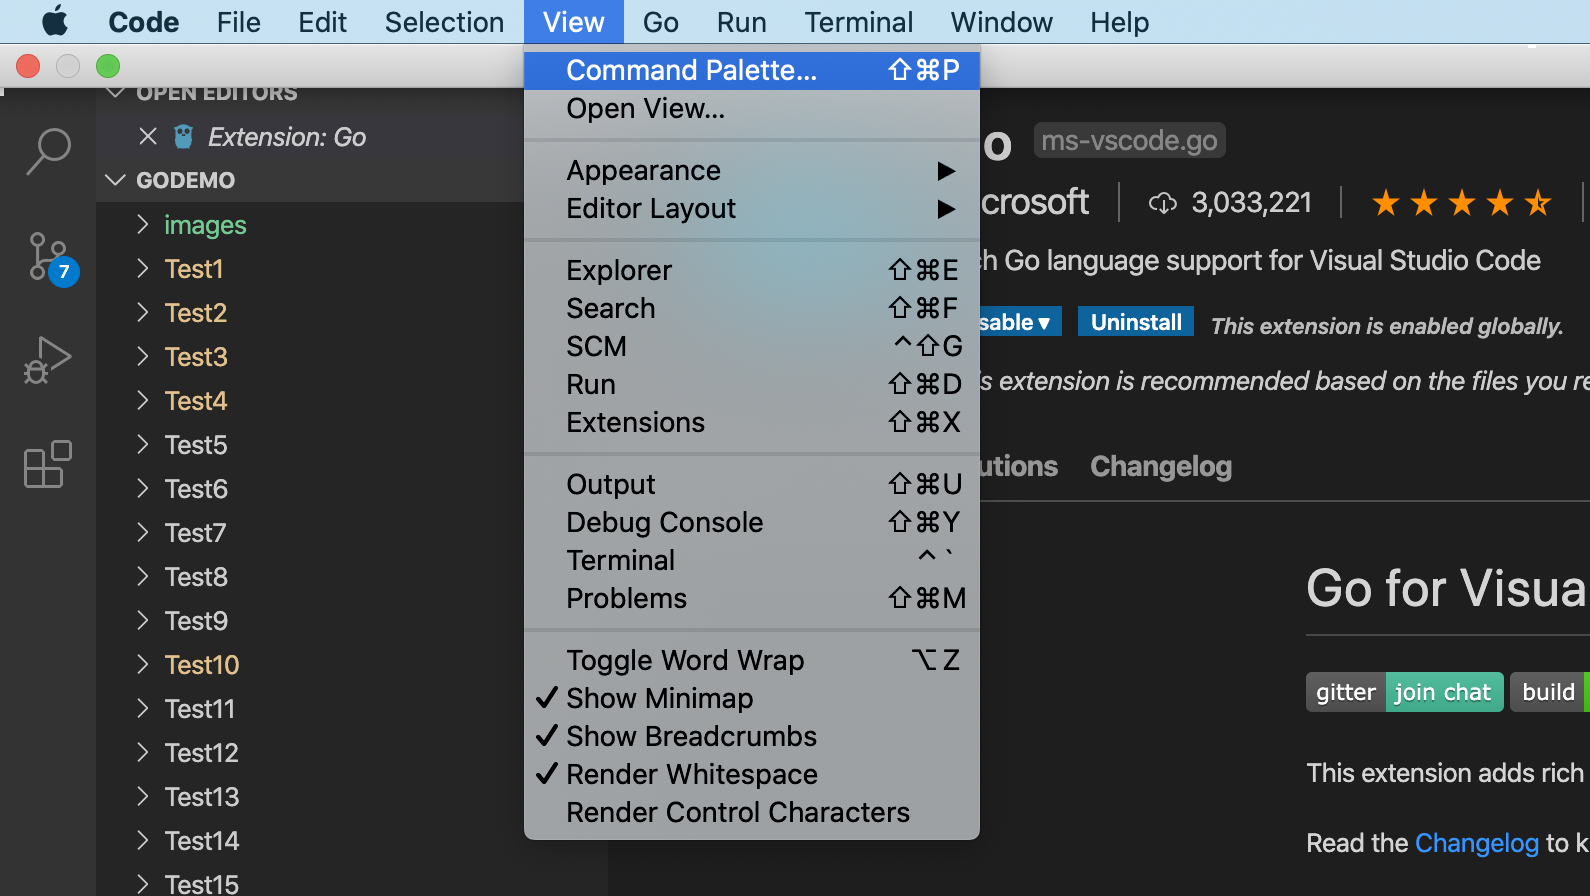 Code File Edit Selection View Go Run Terminal Window Help
OPEN EDITORS
Extension: Go
GODEMO
images
Test1
Test2
Test3
Test4
Test5
Test6
Test7
Test8
Test9
Test10
Test11
Test12
Test13
Test14
Test15
7
Command Palette... ⇧⌘P
Open View...
Appearance ▶
Editor Layout ▶
Explorer ⇧⌘E
Search ⇧⌘F
SCM ^⇧G
Run ⇧⌘D
Extensions ⇧⌘X
Output ⇧⌘U
Debug Console ⇧⌘Y
Terminal ^`
Problems ⇧⌘M
Toggle Word Wrap ⌥Z
✓ Show Minimap
✓ Show Breadcrumbs
✓ Render Whitespace
Render Control Characters
o ms-vscode.go
crosoft 3,033,221
h Go language support for Visual Studio Code
sable ▾ Uninstall This extension is enabled globally.
s extension is recommended based on the files you re
utions Changelog
Go for Visua
gitter join chat build
This extension adds rich
Read the Changelog to k